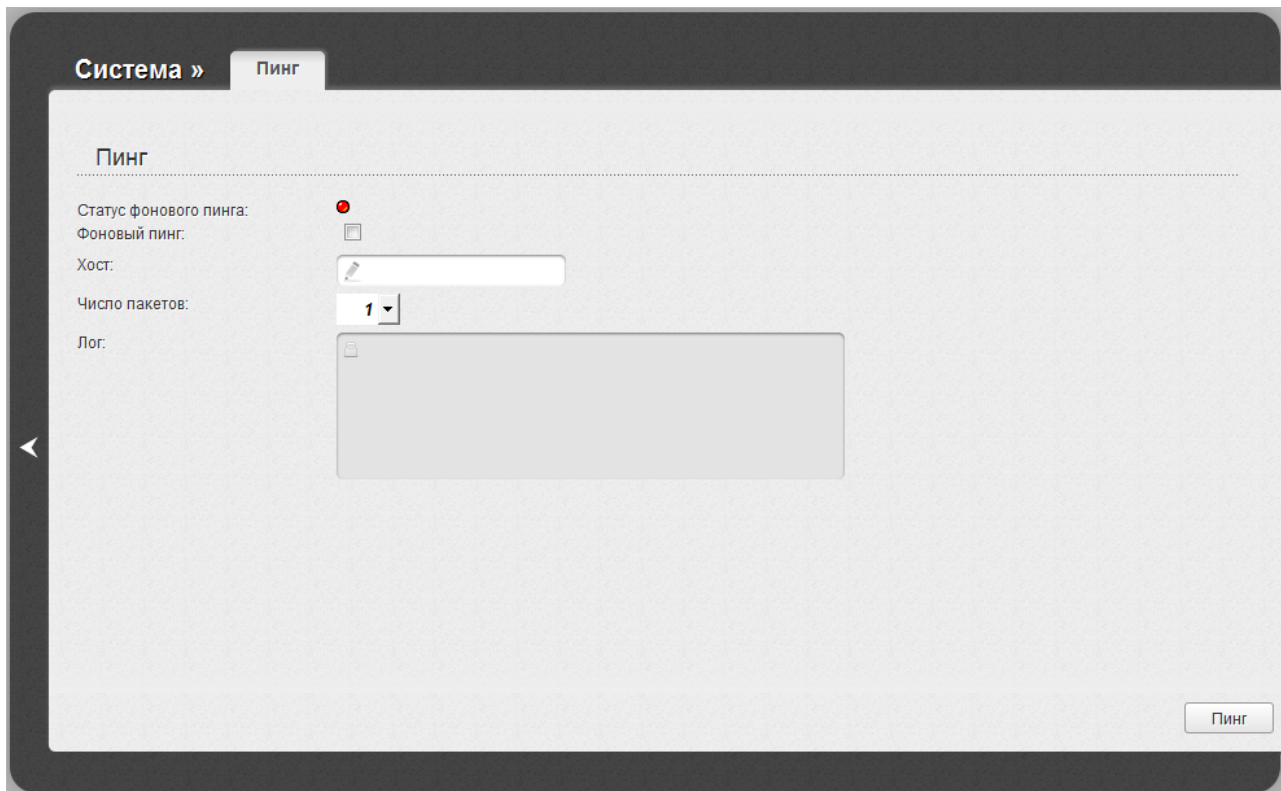 Система » Пинг
Пинг
Статус фонового пинга:
Фоновый пинг:
Хост:
Число пакетов: 1
Лог:
Пинг